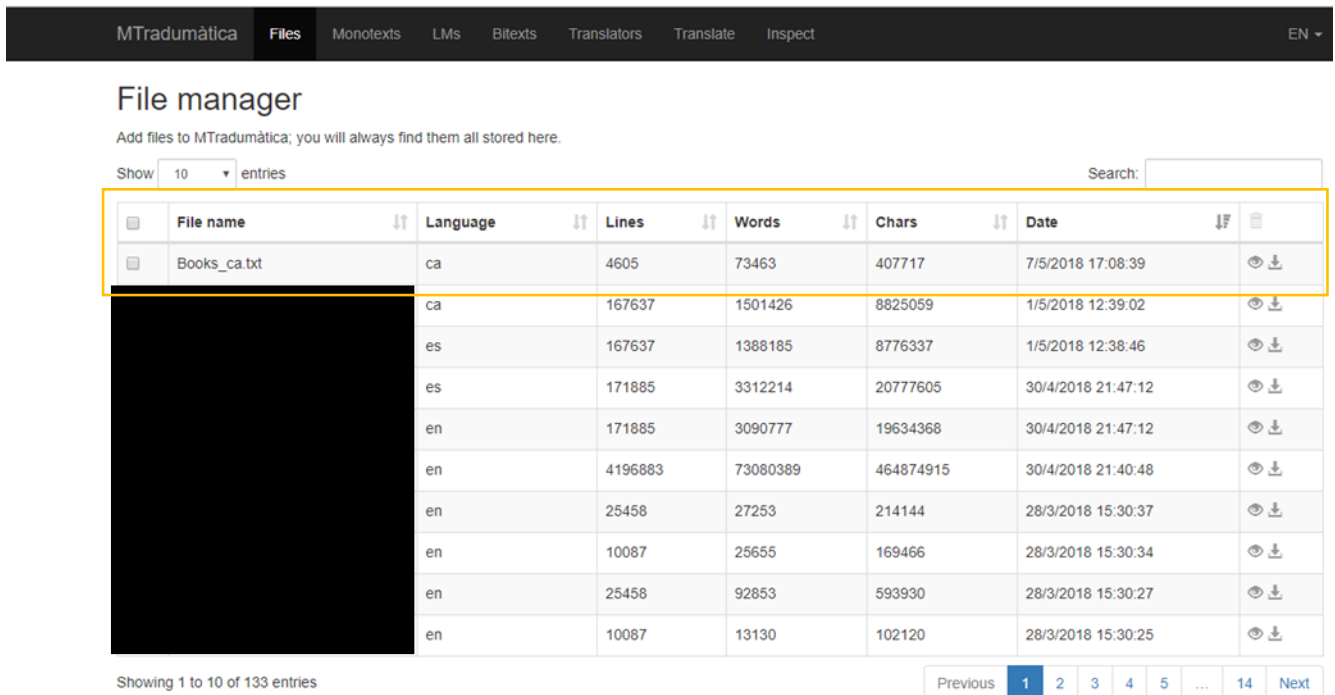 MTradumàtica Files Monotexts LMs Bitexts Translators Translate Inspect EN
File manager
Add files to MTradumàtica; you will always find them all stored here.
Show 10 entries Search:
File name Language Lines Words Chars Date
Books_ca.txt ca 4605 73463 407717 7/5/2018 17:08:39
ca 167637 1501426 8825059 1/5/2018 12:39:02
es 167637 1388185 8776337 1/5/2018 12:38:46
es 171885 3312214 20777605 30/4/2018 21:47:12
en 171885 3090777 19634368 30/4/2018 21:47:12
en 4196883 73080389 464874915 30/4/2018 21:40:48
en 25458 27253 214144 28/3/2018 15:30:37
en 10087 25655 169466 28/3/2018 15:30:34
en 25458 92853 593930 28/3/2018 15:30:27
en 10087 13130 102120 28/3/2018 15:30:25
Showing 1 to 10 of 133 entries Previous 1 2 3 4 5 ... 14 Next